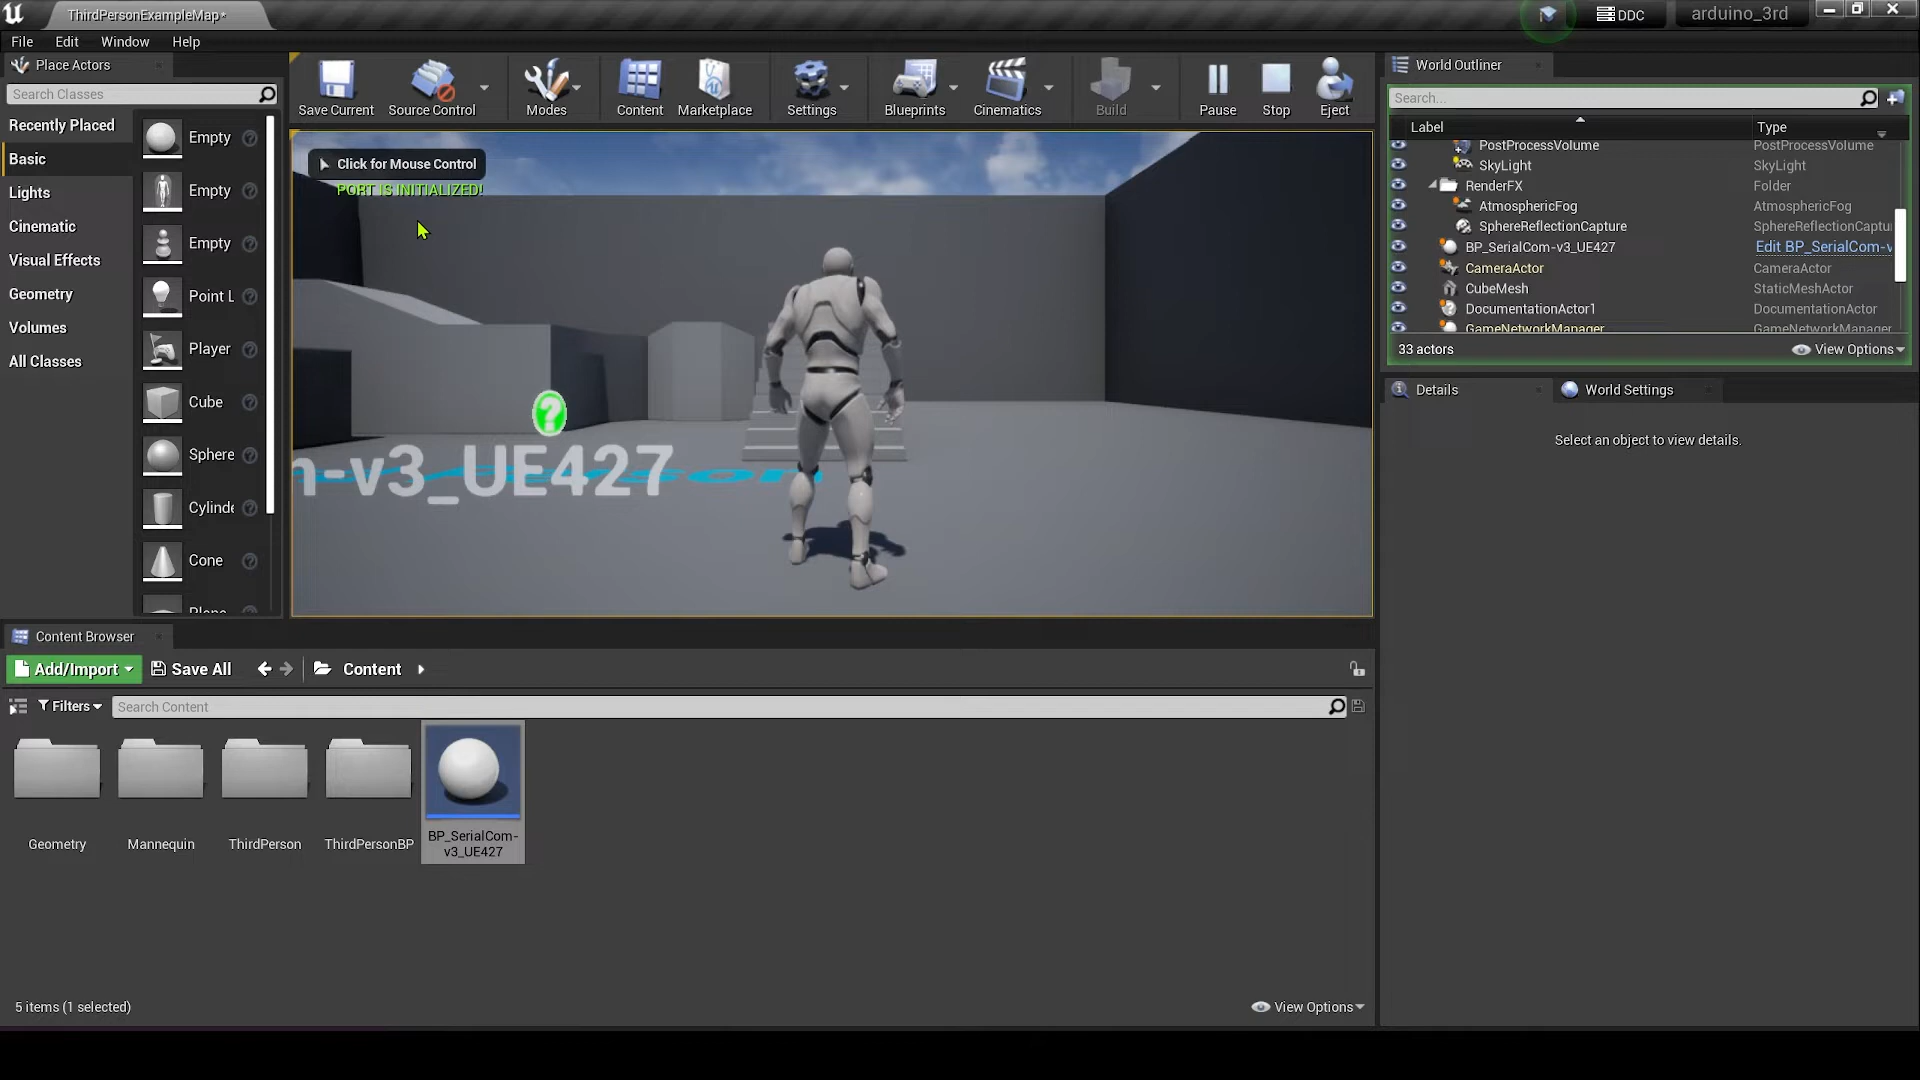 ThirdPersonExampleMap*
DDC
arduino_3rd
File Edit Window Help
Place Actors
Search Classes
Recently Placed
Basic
Lights
Cinematic
Visual Effects
Geometry
Volumes
All Classes
Empty
Empty
Empty
Point L
Player
Cube
Sphere
Cylinde
Cone
Save Current
Source Control
Modes
Content
Marketplace
Settings
Blueprints
Cinematics
Build
Pause
Stop
Eject
Click for Mouse Control
PORT IS INITIALIZED!
n-v3_UE427
World Outliner
Search...
Label Type
PostProcessVolume PostProcessVolume
SkyLight SkyLight
RenderFX Folder
AtmosphericFog AtmosphericFog
SphereReflectionCapture SphereReflectionCaptu
BP_SerialCom-v3_UE427 Edit BP_SerialCom-v
CameraActor CameraActor
CubeMesh StaticMeshActor
DocumentationActor1 DocumentationActor
GameNetworkManager GameNetworkManager
33 actors
View Options
Details
World Settings
Select an object to view details.
Content Browser
Add/Import
Save All
Content
Filters
Search Content
Geometry
Mannequin
ThirdPerson
ThirdPersonBP
BP_SerialCom-
v3_UE427
5 items (1 selected)
View Options